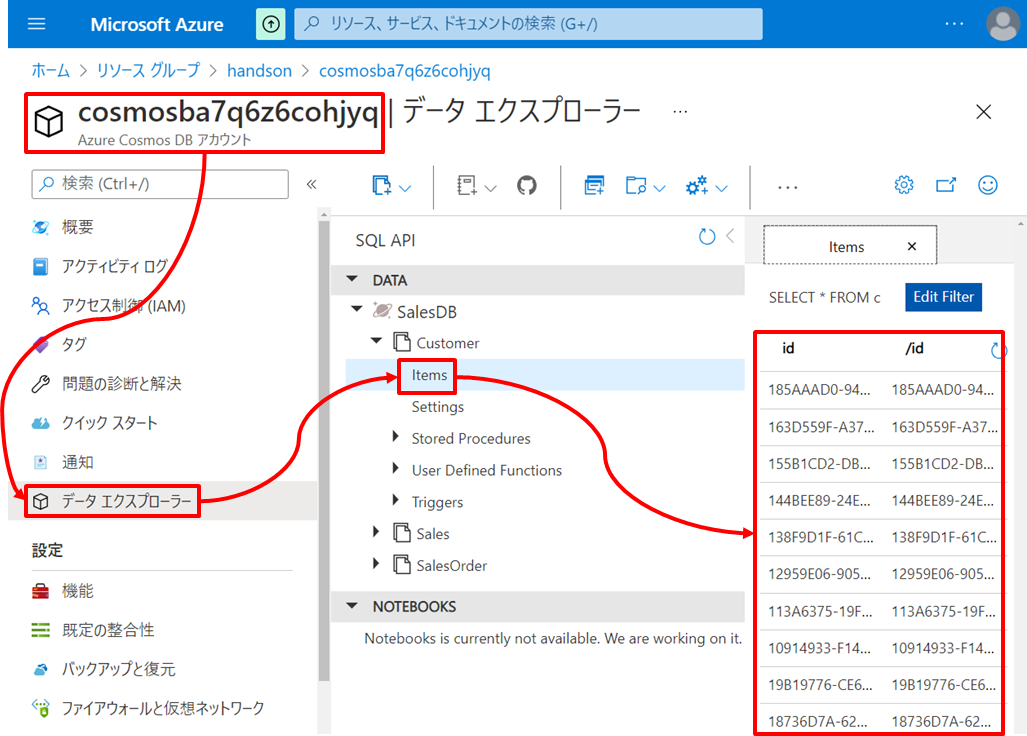 Microsoft Azure
リソース、サービス、ドキュメントの検索 (G+/)
ホーム > リソース グループ > handson > cosmosba7q6z6cohjyq
cosmosba7q6z6cohjyq | データ エクスプローラー
Azure Cosmos DB アカウント
検索 (Ctrl+/)
概要
アクティビティ ログ
アクセス制御 (IAM)
タグ
問題の診断と解決
クイック スタート
通知
データ エクスプローラー
設定
機能
既定の整合性
バックアップと復元
ファイアウォールと仮想ネットワーク
SQL API
DATA
SalesDB
Customer
Items
Settings
Stored Procedures
User Defined Functions
Triggers
Sales
SalesOrder
NOTEBOOKS
Notebooks is currently not available. We are working on it.
Items
SELECT * FROM c Edit Filter
id /id
185AAAD0-94... 185AAAD0-94...
163D559F-A37... 163D559F-A37...
155B1CD2-DB... 155B1CD2-DB...
144BEE89-24E... 144BEE89-24E...
138F9D1F-61C... 138F9D1F-61C...
12959E06-905... 12959E06-905...
113A6375-19F... 113A6375-19F...
10914933-F14... 10914933-F14...
19B19776-CE6... 19B19776-CE6...
18736D7A-62... 18736D7A-62...